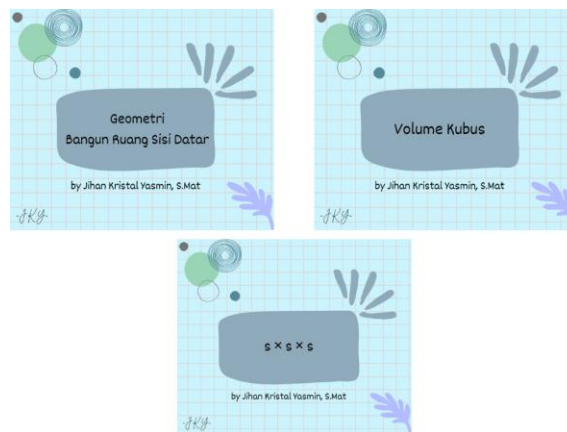 Geometri
Bangun Ruang Sisi Datar
by Jihan Kristal Yasmin, S.Mat
JKY
Volume Kubus
by Jihan Kristal Yasmin, S.Mat
JKY
s × s × s
by Jihan Kristal Yasmin, S.Mat
JKY